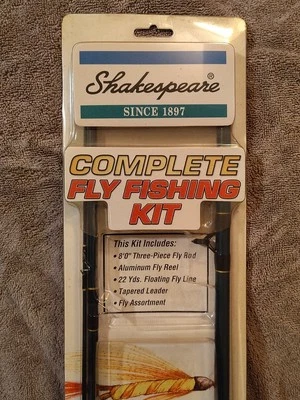 Shakespeare®
SINCE 1897
COMPLETE
FLY FISHING
KIT
This Kit Includes:
• 8'0" Three-Piece Fly Rod
• Aluminum Fly Reel
• 22 Yds. Floating Fly Line
• Tapered Leader
• Fly Assortment